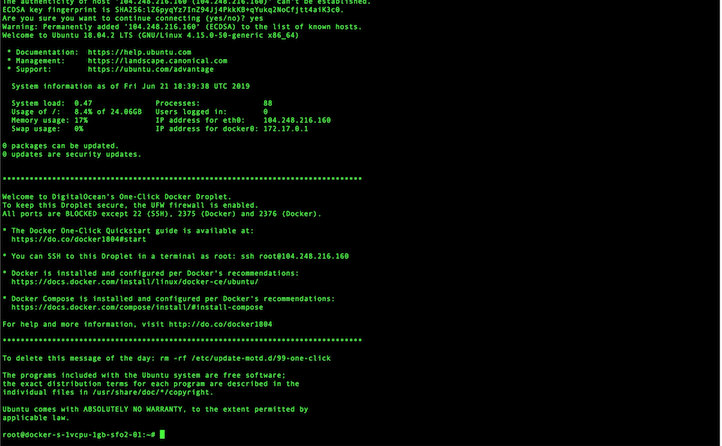 The authenticity of host '104.248.216.160 (104.248.216.160)' can't be established.
ECDSA key fingerprint is
Are you sure you want to continue connecting (yes/no)? yes
Warning: Permanently added '104.248.216.160' (ECDSA) to the list of known hosts.
Welcome to Ubuntu 18.04.2 LTS (GNU/Linux 4.15.0-50-generic x86_64)
* Documentation: https://help.ubuntu.com
* Management: https://landscape.canonical.com
* Support: https://ubuntu.com/advantage
System information as of Fri Jun 21 18:39:38 UTC 2019
System load: 0.47 Processes: 88
Usage of /: 8.4% of 24.06GB Users logged in: 0
Memory usage: 17% IP address for eth0: 104.248.216.160
Swap usage: 0% IP address for docker0: 172.17.0.1
0 packages can be updated.
0 updates are security updates.
********************************************************************************
Welcome to DigitalOcean's One-Click Docker Droplet.
To keep this Droplet secure, the UFW firewall is enabled.
All ports are BLOCKED except 22 (SSH), 2375 (Docker) and 2376 (Docker).
* The Docker One-Click Quickstart guide is available at:
https://do.co/docker1804#start
* You can SSH to this Droplet in a terminal as root: ssh root@104.248.216.160
* Docker is installed and configured per Docker's recommendations:
https://docs.docker.com/install/linux/docker-ce/ubuntu/
* Docker Compose is installed and configured per Docker's recommendations:
https://docs.docker.com/compose/install/#install-compose
For help and more information, visit http://do.co/docker1804
********************************************************************************
To delete this message of the day: rm -rf /etc/update-motd.d/99-one-click
The programs included with the Ubuntu system are free software;
the exact distribution terms for each program are described in the
individual files in /usr/share/doc/*/copyright.
Ubuntu comes with ABSOLUTELY NO WARRANTY, to the extent permitted by
applicable law.
root@docker-s-1vcpu-1gb-sfo2-01:~#